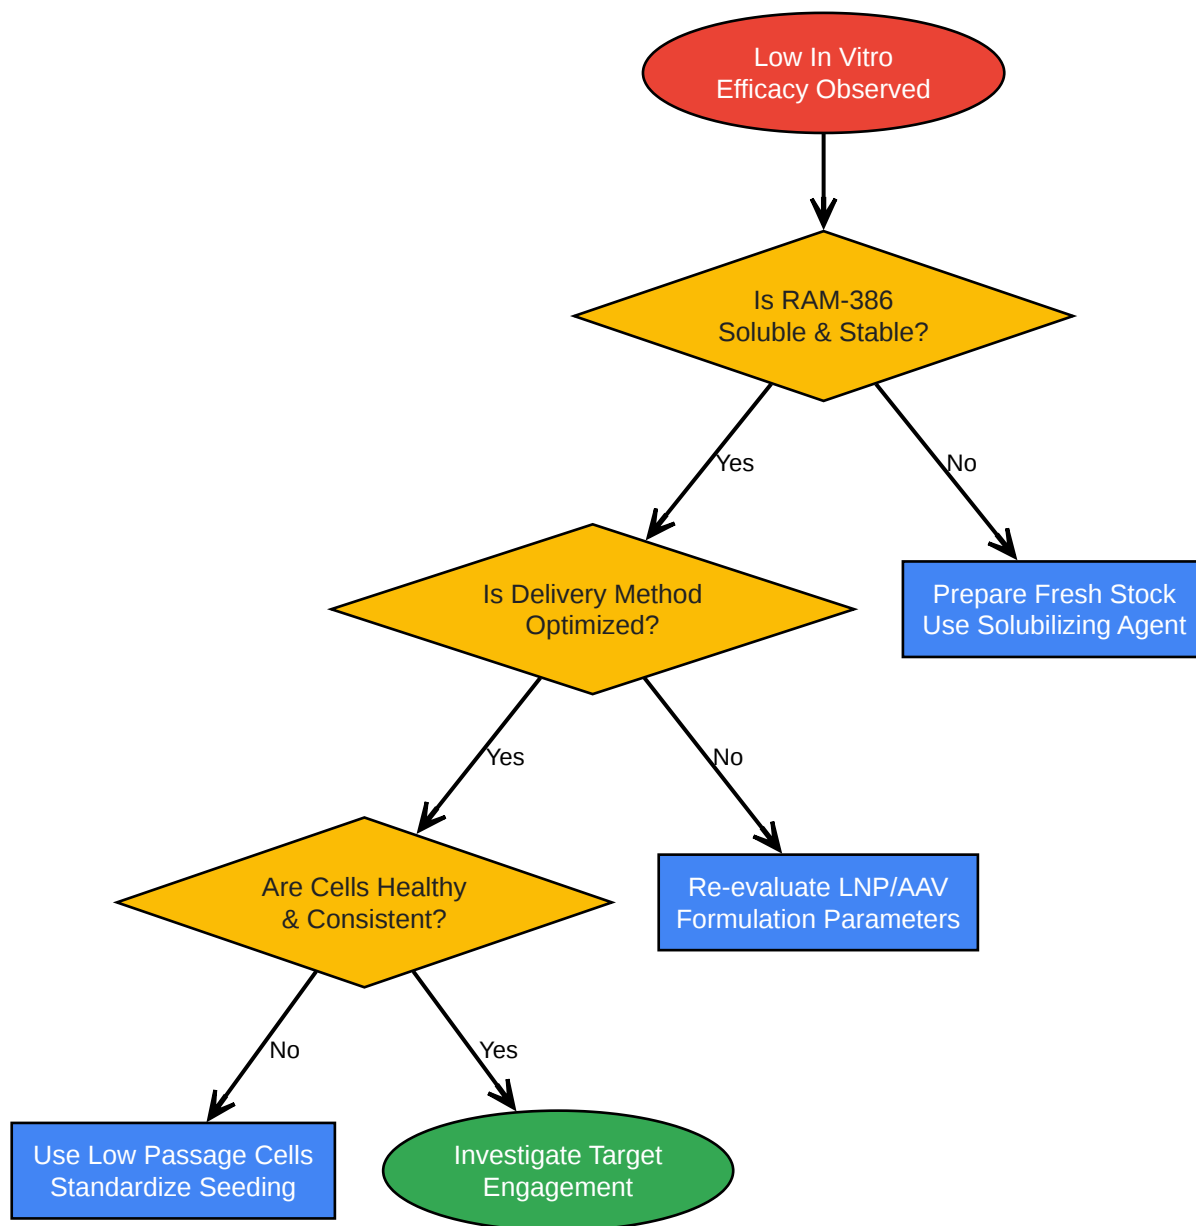 Low In Vitro
Efficacy Observed
Is RAM-386
Soluble & Stable?
Yes
No
Is Delivery Method
Optimized?
Prepare Fresh Stock
Use Solubilizing Agent
Yes
No
Are Cells Healthy
& Consistent?
Re-evaluate LNP/AAV
Formulation Parameters
No
Yes
Use Low Passage Cells
Standardize Seeding
Investigate Target
Engagement